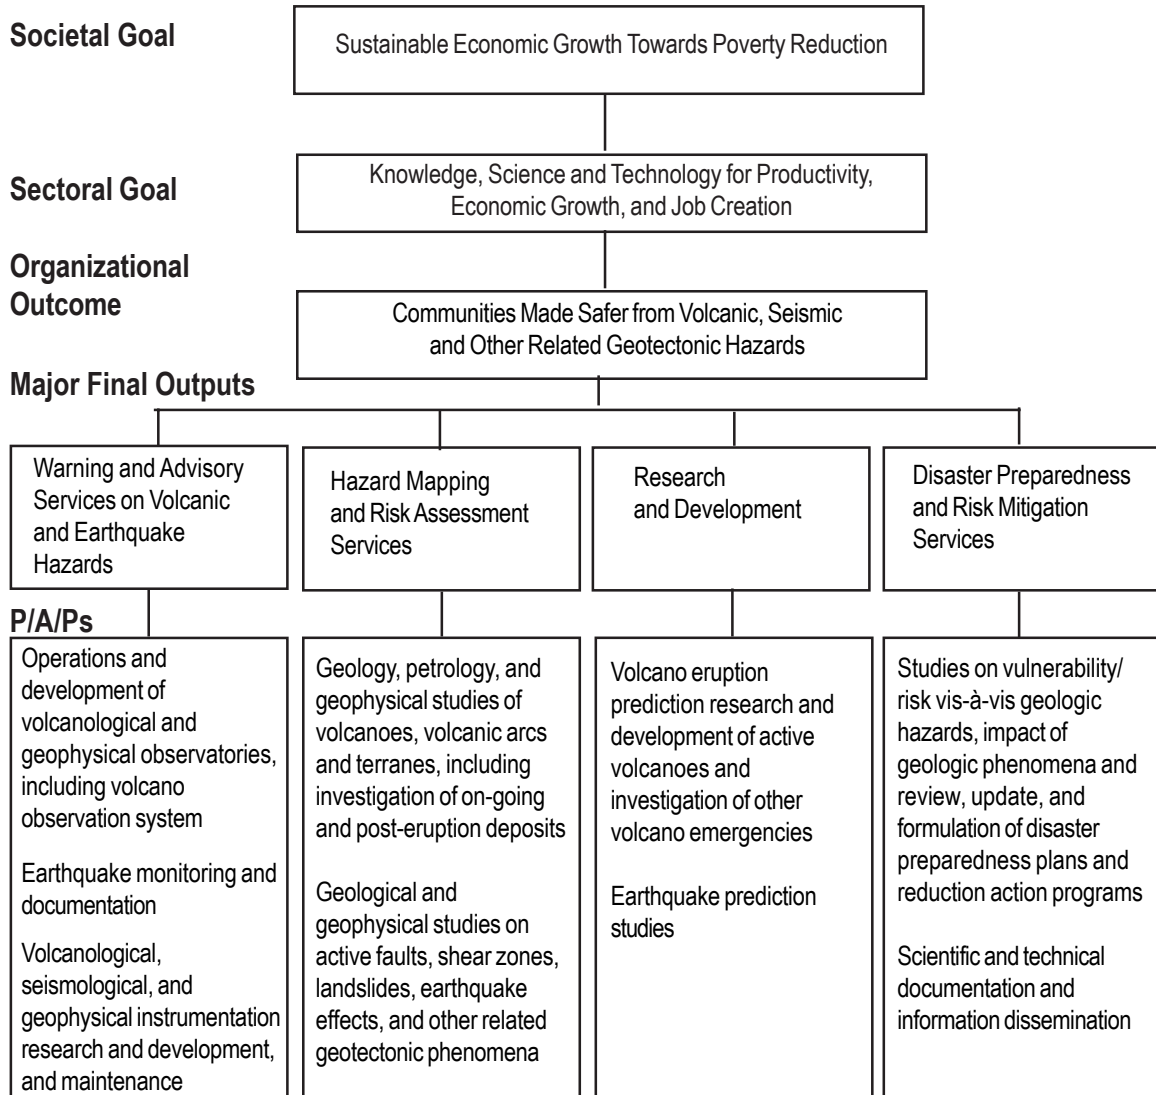 Societal Goal
Sustainable Economic Growth Towards Poverty Reduction
Sectoral Goal
Knowledge, Science and Technology for Productivity,
Economic Growth, and Job Creation
Organizational
Outcome
Communities Made Safer from Volcanic, Seismic
and Other Related Geotectonic Hazards
Major Final Outputs
Warning and Advisory
Services on Volcanic
and Earthquake
Hazards
Hazard Mapping
and Risk Assessment
Services
Research
and Development
Disaster Preparedness
and Risk Mitigation
Services
P/A/Ps
Operations and
development of
volcanological and
geophysical observatories,
including volcano
observation system
Earthquake monitoring and
documentation
Volcanological,
seismological, and
geophysical instrumentation
research and development,
and maintenance
Geology, petrology, and
geophysical studies of
volcanoes, volcanic arcs
and terranes, including
investigation of on-going
and post-eruption deposits
Geological and
geophysical studies on
active faults, shear zones,
landslides, earthquake
effects, and other related
geotectonic phenomena
Volcano eruption
prediction research and
development of active
volcanoes and
investigation of other
volcano emergencies
Earthquake prediction
studies
Studies on vulnerability/
risk vis-à-vis geologic
hazards, impact of
geologic phenomena and
review, update, and
formulation of disaster
preparedness plans and
reduction action programs
Scientific and technical
documentation and
information dissemination